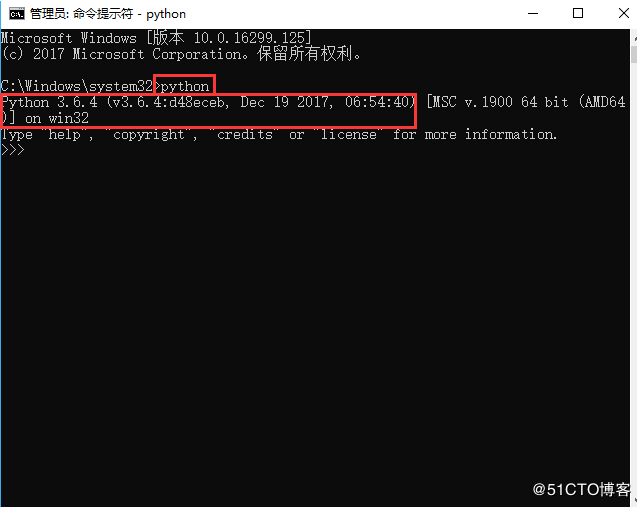 管理员: 命令提示符 - python
Microsoft Windows [版本 10.0.16299.125]
(c) 2017 Microsoft Corporation。保留所有权利。
C:\Windows\system32>python
Python 3.6.4 (v3.6.4:d48eceb, Dec 19 2017, 06:54:40) [MSC v.1900 64 bit (AMD64
)] on win32
Type "help", "copyright", "credits" or "license" for more information.
>>>
@51CTO博客